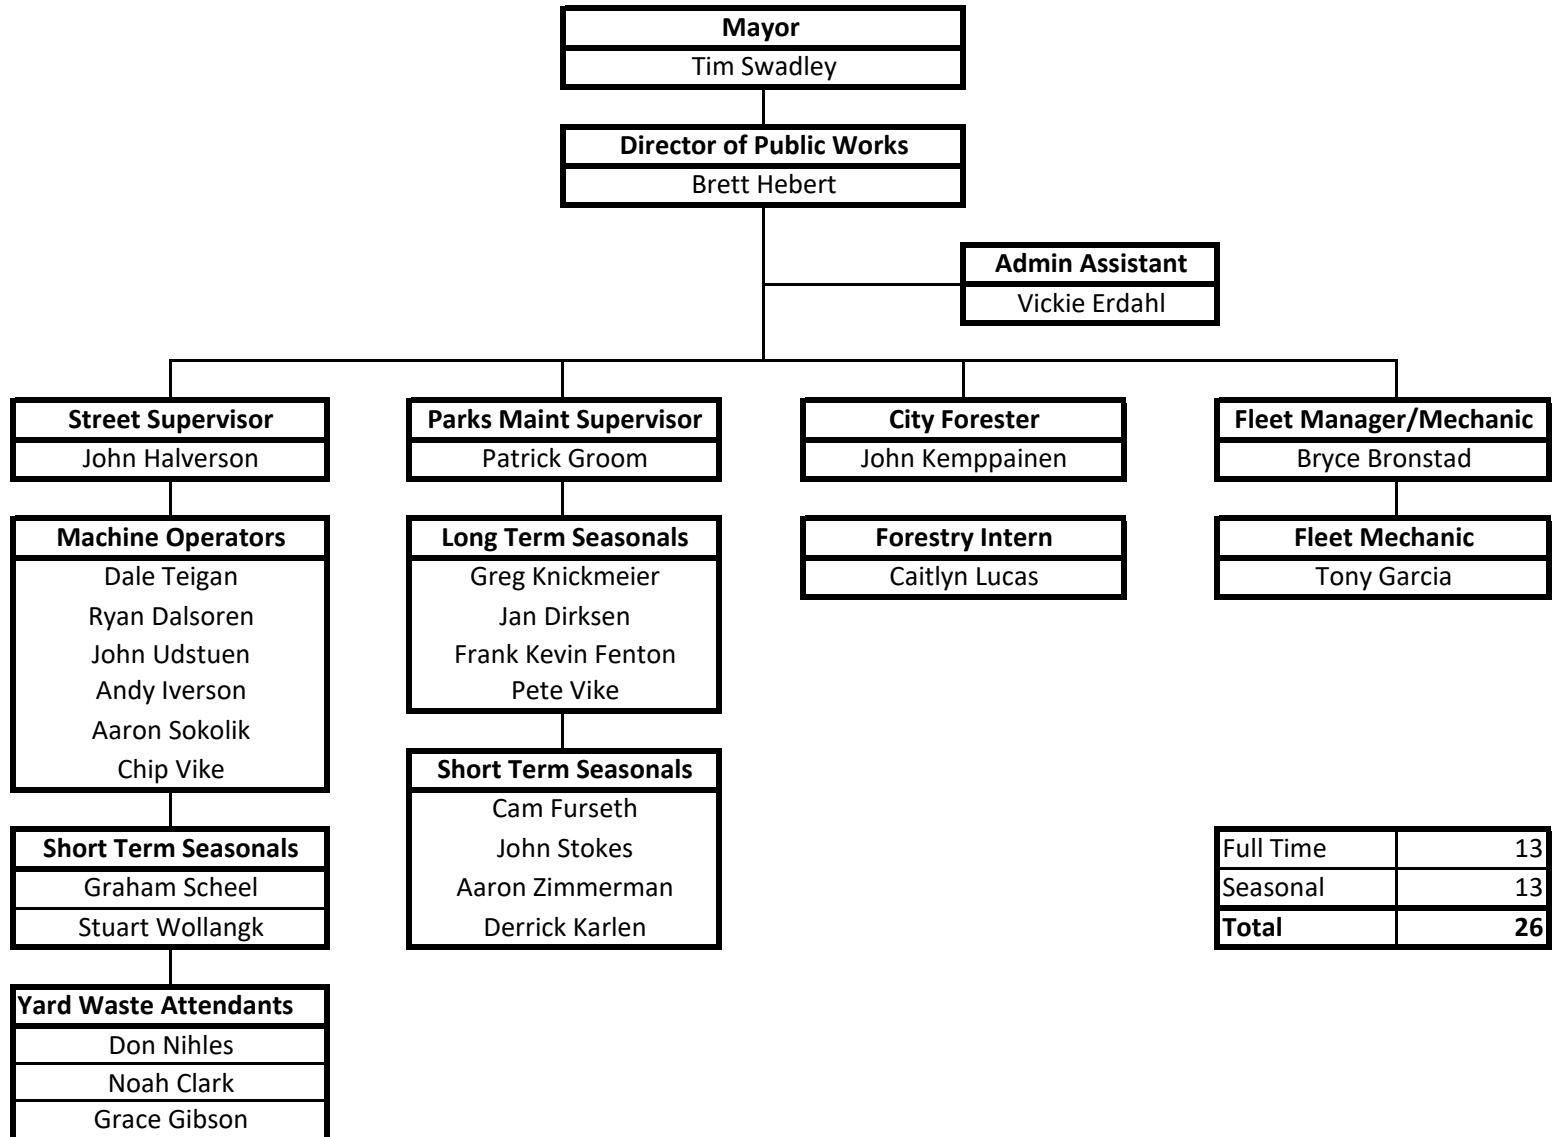 Mayor
Tim Swadley
Director of Public Works
Brett Hebert
Admin Assistant
Vickie Erdahl
Street Supervisor
John Halverson
Machine Operators
Dale Teigan
Ryan Dalsoren
John Udstuen
Andy Iverson
Aaron Sokolik
Chip Vike
Short Term Seasonals
Graham Scheel
Stuart Wollangk
Yard Waste Attendants
Don Nihles
Noah Clark
Grace Gibson
Parks Maint Supervisor
Patrick Groom
Long Term Seasonals
Greg Knickmeier
Jan Dirksen
Frank Kevin Fenton
Pete Vike
Short Term Seasonals
Cam Furseth
John Stokes
Aaron Zimmerman
Derrick Karlen
City Forester
John Kemppainen
Forestry Intern
Caitlyn Lucas
Fleet Manager/Mechanic
Bryce Bronstad
Fleet Mechanic
Tony Garcia
Full Time 13
Seasonal 13
Total 26